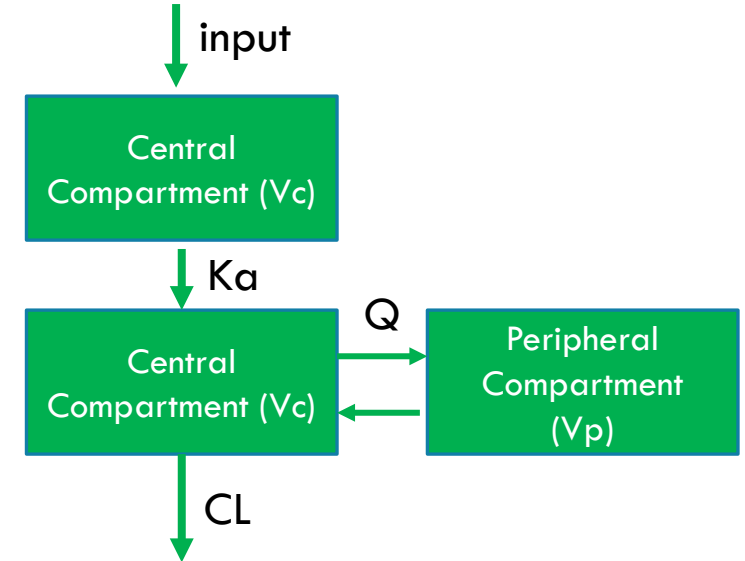 input
Central
Compartment (Vc)
Ka
Q
Central
Compartment (Vc)
Peripheral
Compartment
(Vp)
CL